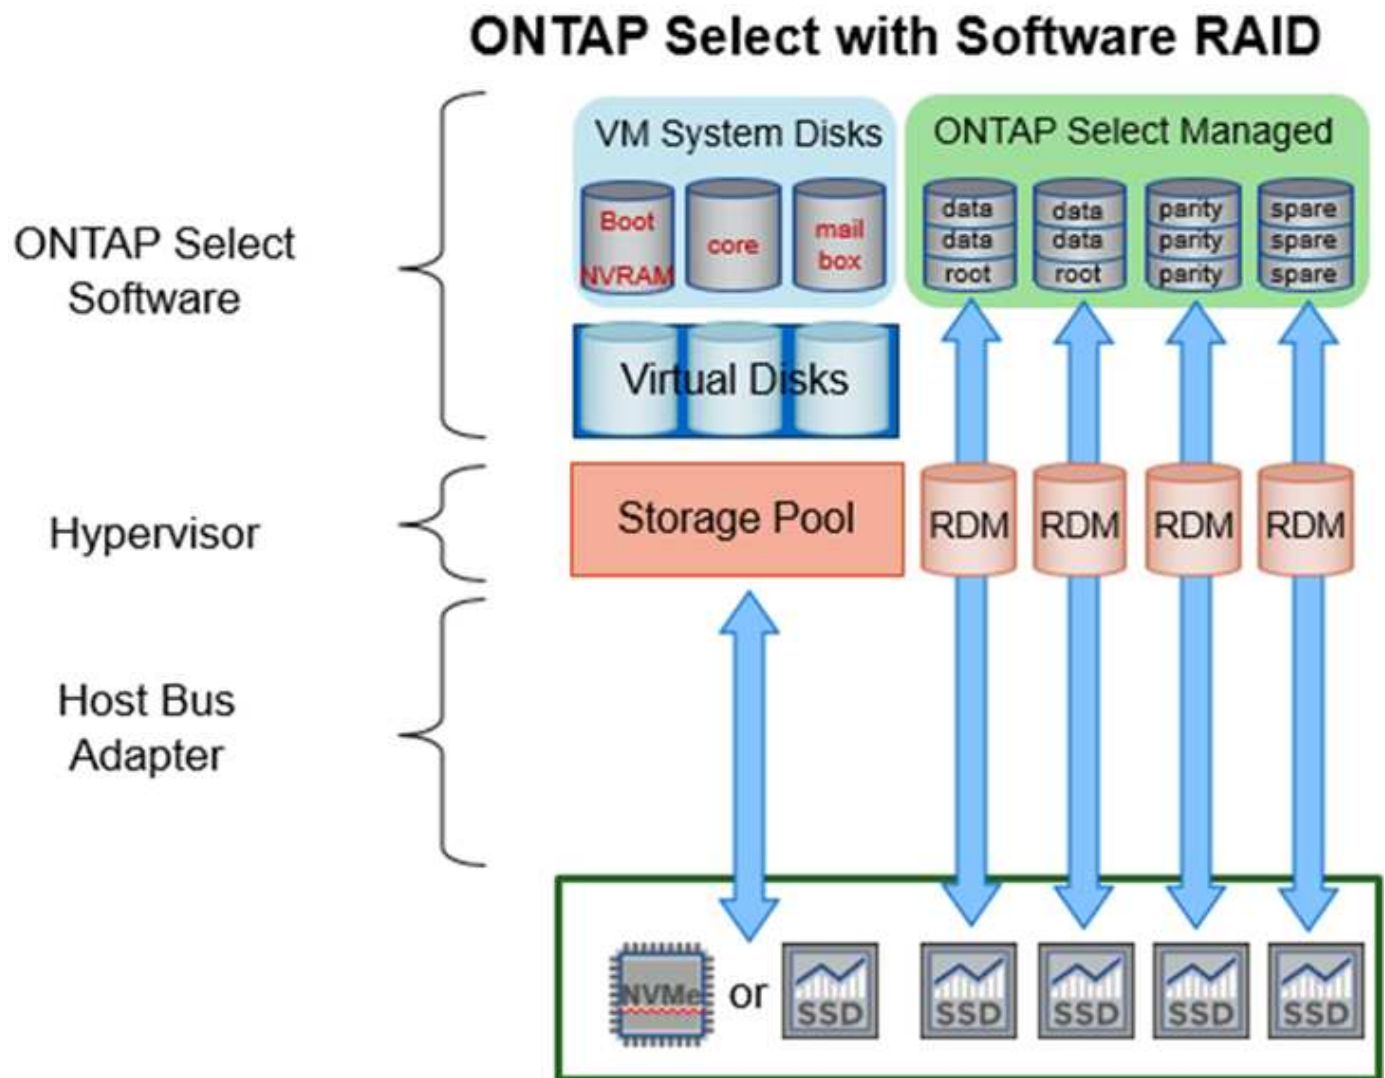 ONTAP Select with Software RAID
VM System Disks
ONTAP Select Managed
Boot
NVRAM
core
mail
box
data
data
root
data
data
root
parity
parity
parity
spare
spare
spare
ONTAP Select
Software
Virtual Disks
Hypervisor
Storage Pool
RDM
RDM
RDM
RDM
Host Bus
Adapter
NVMe
or
SSD
SSD
SSD
SSD
SSD